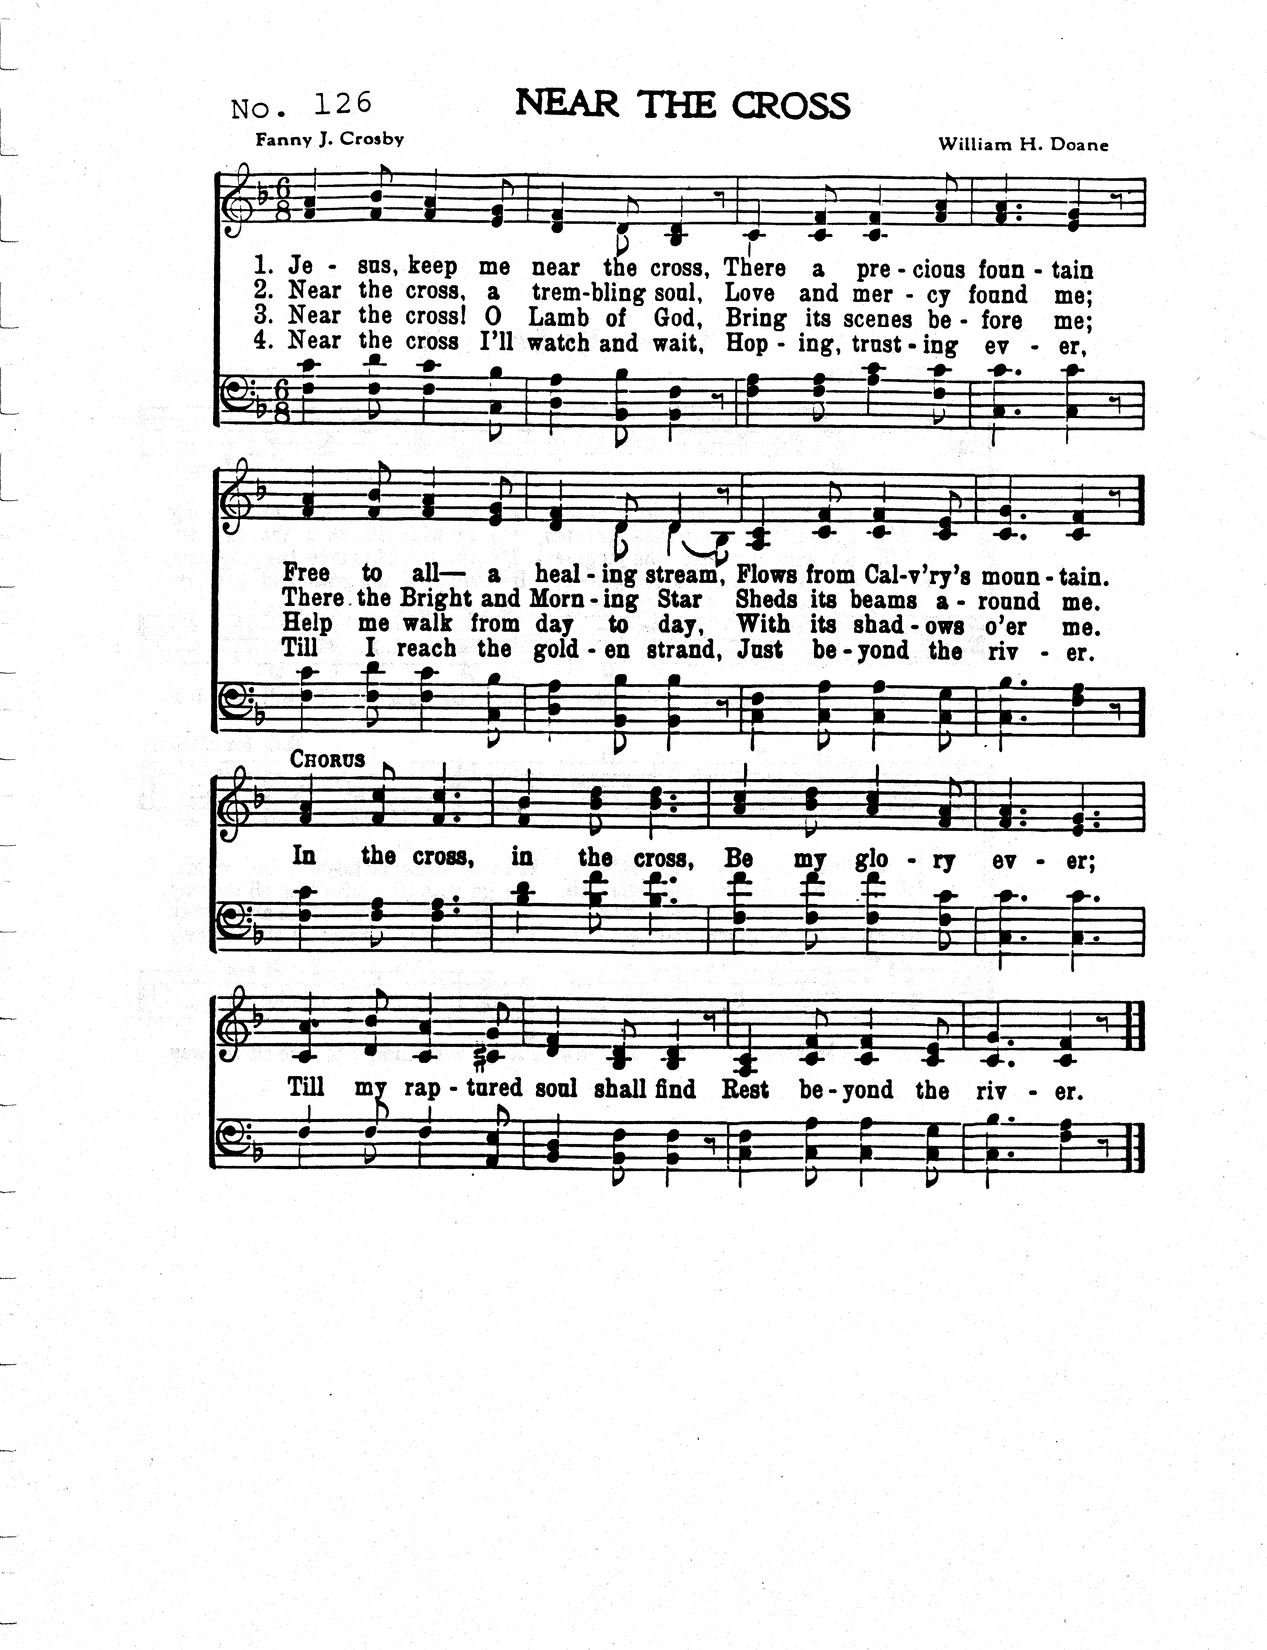 No. 126
NEAR THE CROSS
Fanny J. Crosby
William H. Doane
1. Je - sus, keep me near the cross, There a pre - cious foun - tain
2. Near the cross, a trem-bling soul, Love and mer - cy found me;
3. Near the cross! O Lamb of God, Bring its scenes be - fore me;
4. Near the cross I'll watch and wait, Hop - ing, trust - ing ev - er,
Free to all— a heal - ing stream, Flows from Cal-v'ry's moun - tain.
There the Bright and Morn - ing Star Sheds its beams a - round me.
Help me walk from day to day, With its shad - ows o'er me.
Till I reach the gold - en strand, Just be - yond the riv - er.
CHORUS
In the cross, in the cross, Be my glo - ry ev - er;
Till my rap - tured soul shall find Rest be - yond the riv - er.